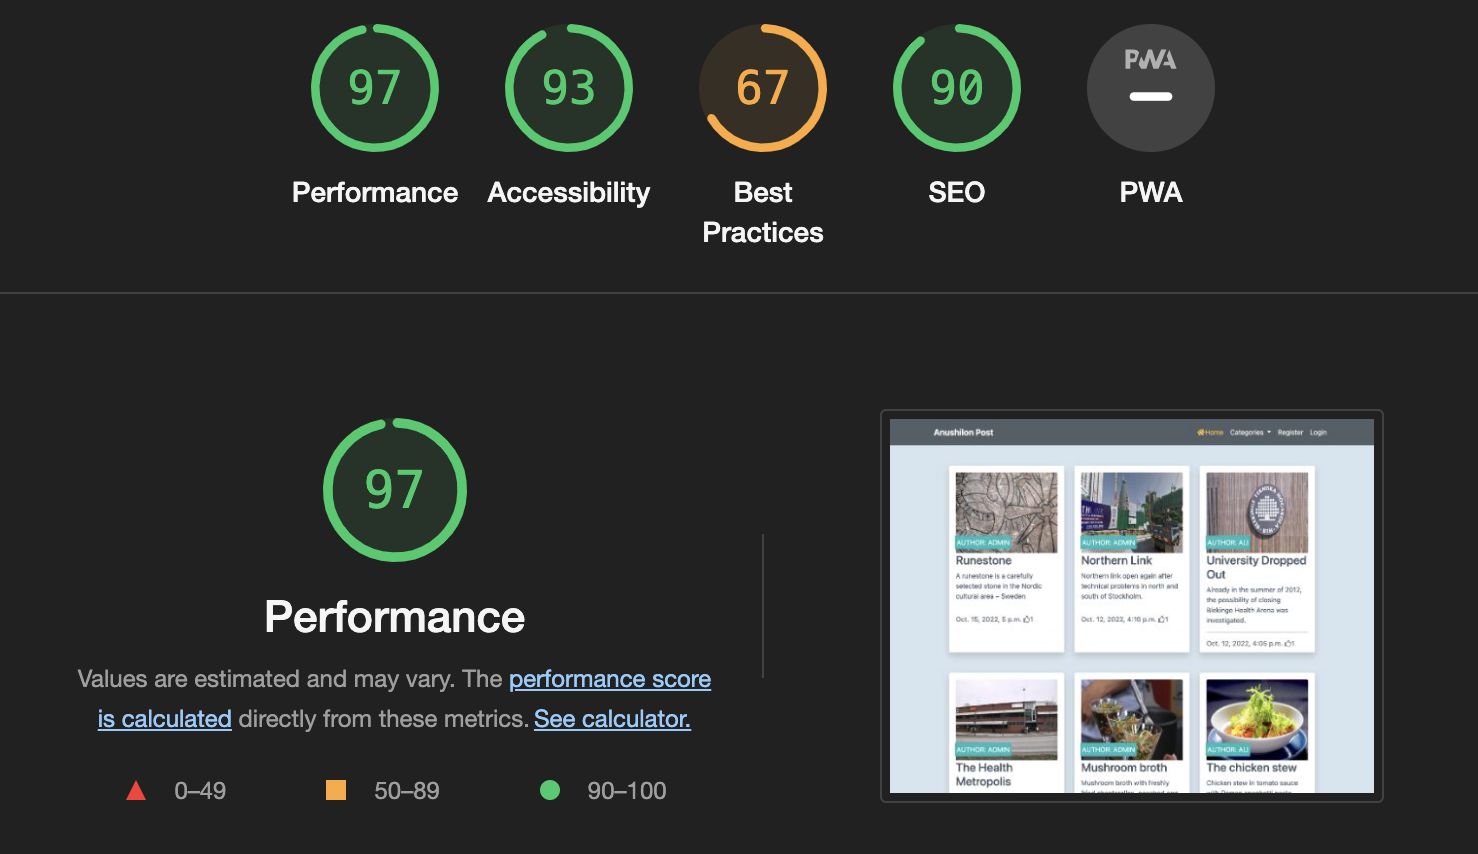 97
93
67
90
PWA
Performance
Accessibility
Best
Practices
SEO
PWA
97
Performance
Values are estimated and may vary. The performance score
is calculated directly from these metrics. See calculator.
0–49
50–89
90–100
Anushilon Post
Home Categories Register Login
AUTHOR: ADMIN
Runestone
A runestone is a carefully
selected stone in the Nordic
cultural area – Sweden
Oct. 15, 2022, 5 p.m. 1
AUTHOR: ADMIN
Northern Link
Northern link open again after
technical problems in north and
south of Stockholm.
Oct. 12, 2022, 4:16 p.m. 1
AUTHOR: ALI
University Dropped
Out
Already in the summer of 2012,
the possibility of closing
Blekinge Health Arena was
investigated.
Oct. 12, 2022, 4:05 p.m. 1
AUTHOR: ADMIN
The Health
Metropolis
AUTHOR: ADMIN
Mushroom broth
Mushroom broth with freshly
AUTHOR: ALI
The chicken stew
Chicken stew in tomato sauce